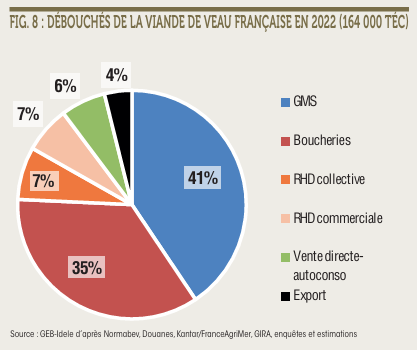 FIG. 8 : DÉBOUCHÉS DE LA VIANDE DE VEAU FRANÇAISE EN 2022 (164 000 TÉC)
4%
6%
7%
7%
41%
35%
GMS
Boucheries
RHD collective
RHD commerciale
Vente directe-
autoconso
Export
Source : GEB-Idele d'après Normabev, Douanes, Kantar/FranceAgriMer, GIRA, enquêtes et estimations